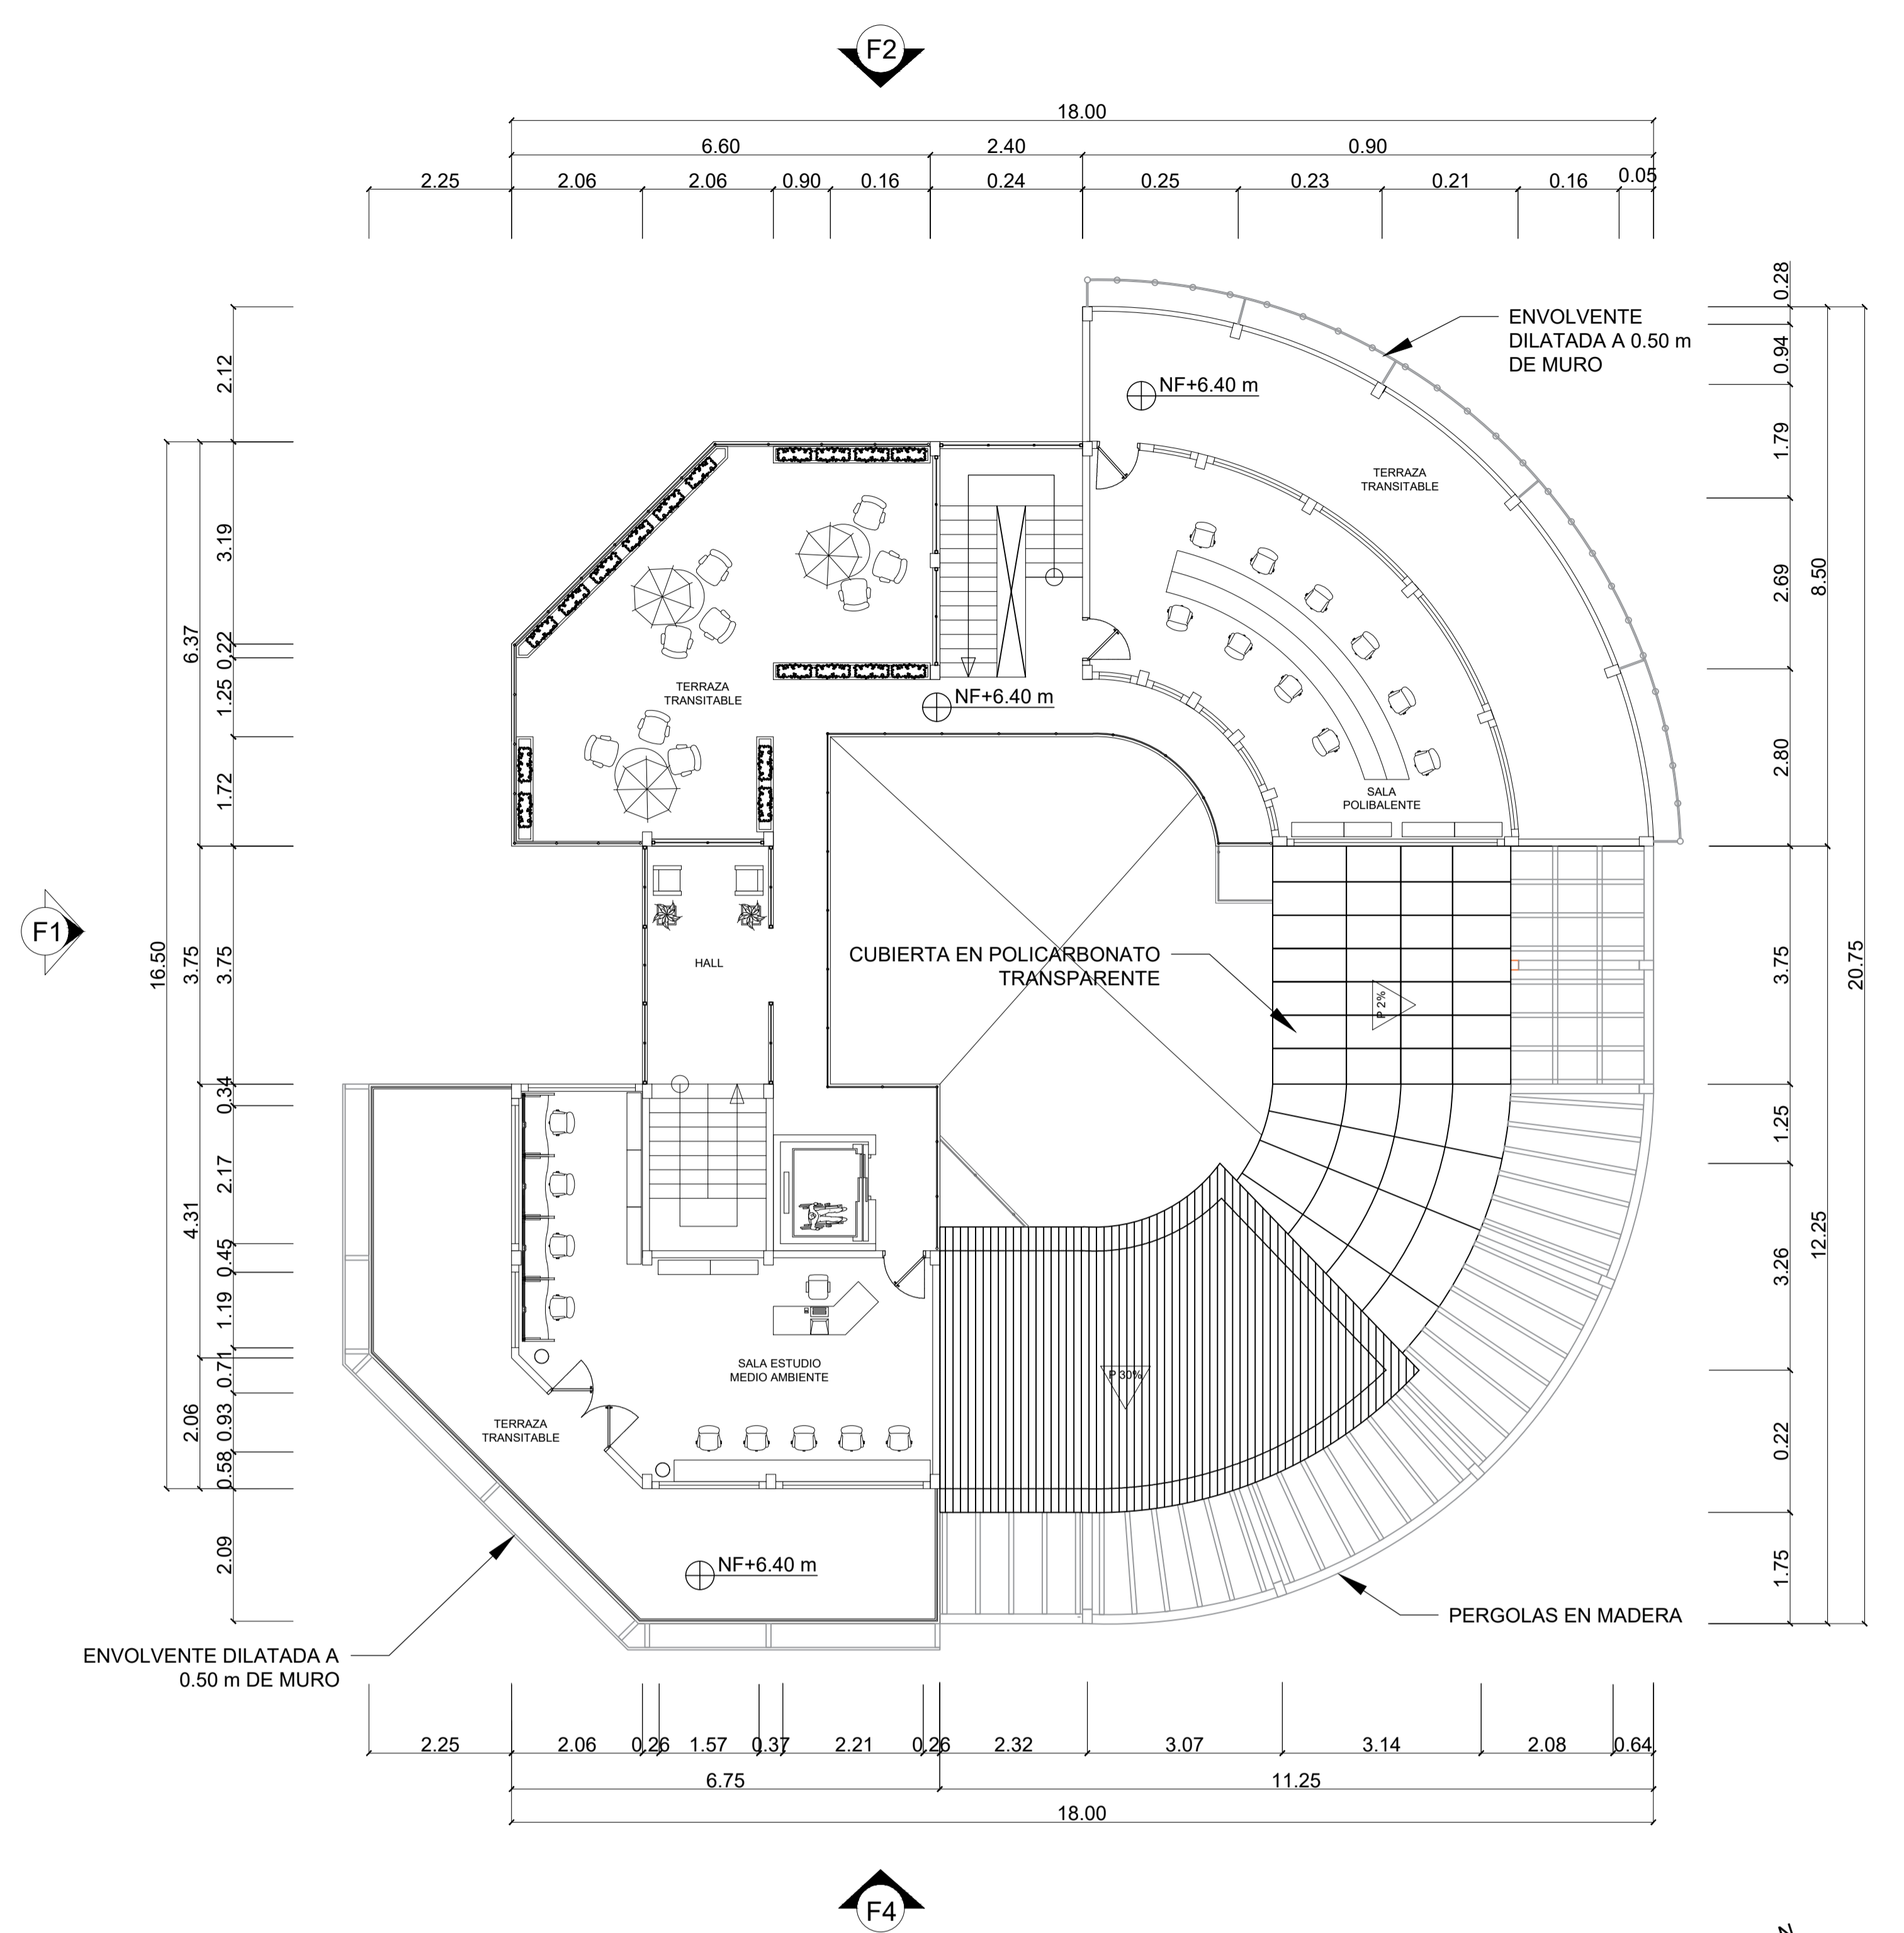 F2
18.00
6.60 2.40 0.90
2.25 2.06 2.06 0.90 0.16 0.24 0.25 0.23 0.21 0.16 0.05
ENVOLVENTE
DILATADA A 0.50 m
DE MURO
NF+6.40 m
TERRAZA
TRANSITABLE
TERRAZA
TRANSITABLE
NF+6.40 m
SALA
POLIBALENTE
HALL
CUBIERTA EN POLICARBONATO
TRANSPARENTE
P 2%
F1
2.12
3.19
0.22
1.25
1.72
3.75
0.34
2.17
0.45
1.19
0.71
0.93
0.58
2.09
6.37
3.75
4.31
2.06
16.50
0.28
0.94
1.79
2.69
2.80
3.75
1.25
3.26
0.22
1.75
8.50
12.25
20.75
SALA ESTUDIO
MEDIO AMBIENTE
P 30%
TERRAZA
TRANSITABLE
NF+6.40 m
PERGOLAS EN MADERA
ENVOLVENTE DILATADA A
0.50 m DE MURO
2.25 2.06 0.26 1.57 0.37 2.21 0.26 2.32 3.07 3.14 2.08 0.64
6.75 11.25
18.00
F4
N